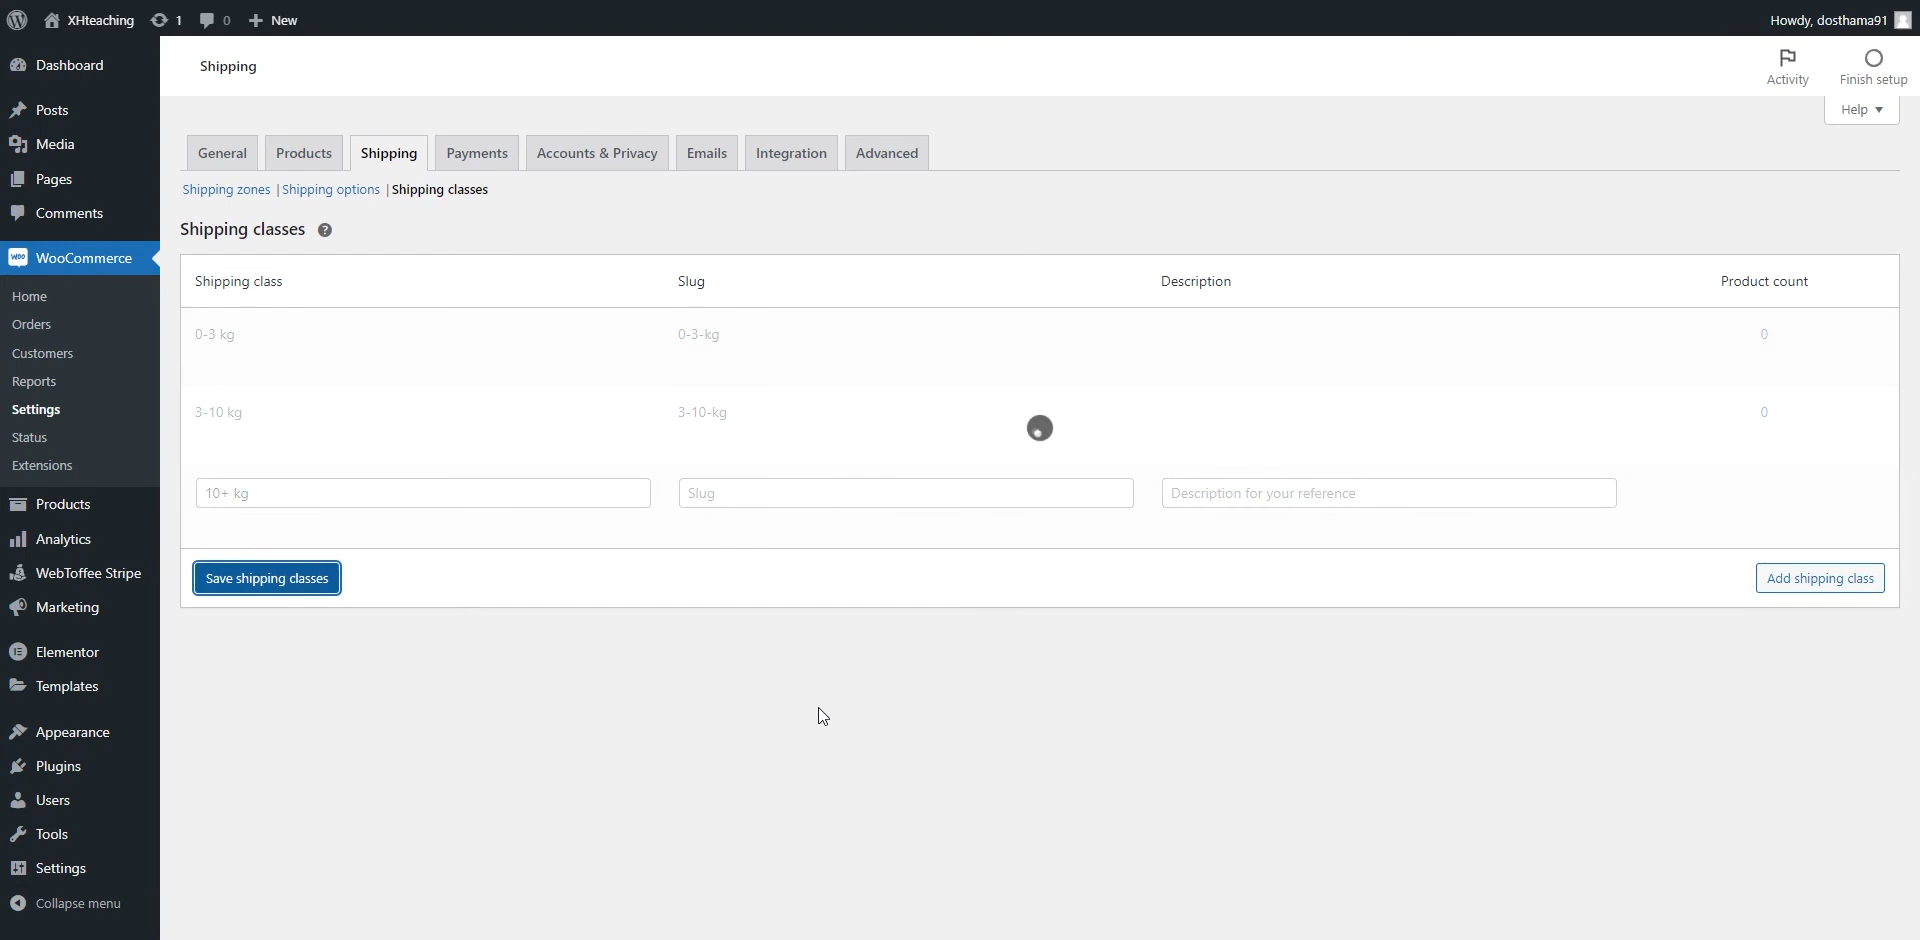 XHteaching 1 0 New
Howdy, dosthama91
Dashboard
Posts
Media
Pages
Comments
WOO WooCommerce
Home
Orders
Customers
Reports
Settings
Status
Extensions
Products
Analytics
WebToffee Stripe
Marketing
Elementor
Templates
Appearance
Plugins
Users
Tools
Settings
Collapse menu
Shipping
Activity
Finish setup
Help
General Products Shipping Payments Accounts & Privacy Emails Integration Advanced
Shipping zones | Shipping options | Shipping classes
Shipping classes ?
Shipping class Slug Description Product count
0-3 kg 0-3-kg 0
3-10 kg 3-10-kg 0
10+ kg Slug Description for your reference
Save shipping classes Add shipping class